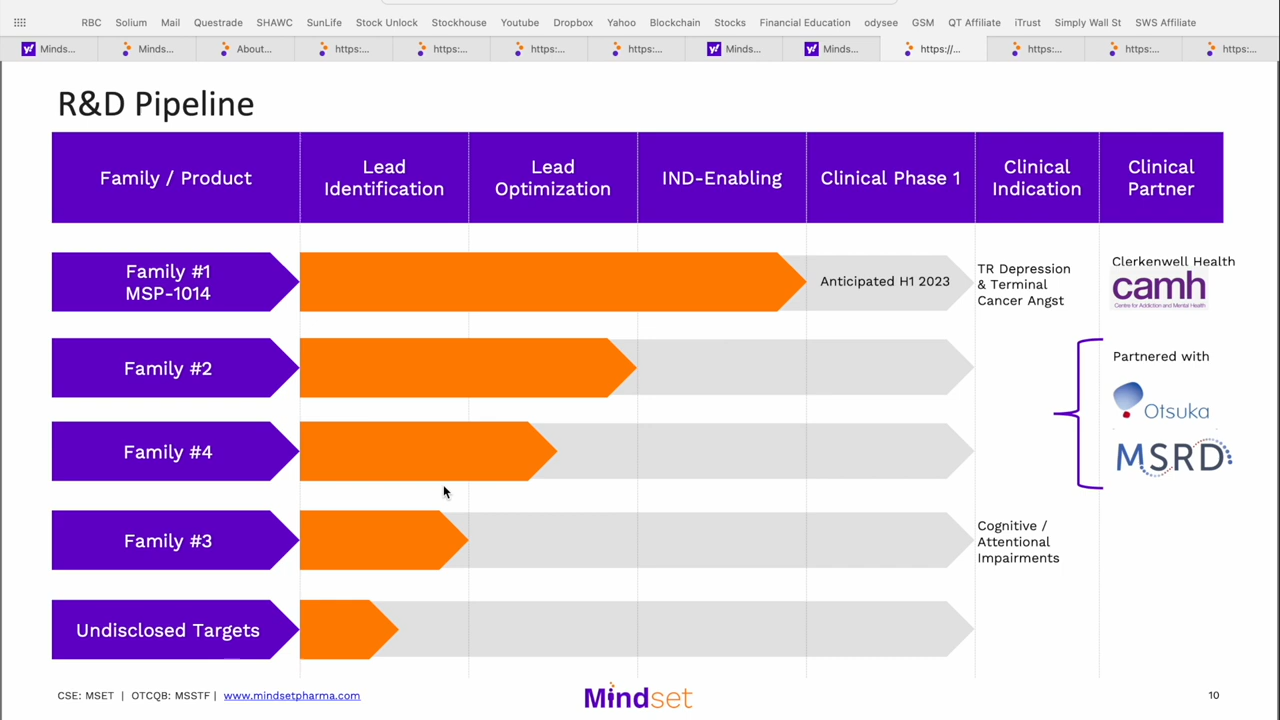 RBC Solium Mail Questrade SHAWC SunLife Stock Unlock Stockhouse Youtube Dropbox Yahoo Blockchain Stocks Financial Education odysee GSM QT Affiliate iTrust Simply Wall St SWS Affiliate
Minds... Minds... About... https:... https:... https:... https:... Minds... Minds... https://... https:... https:... https:...
R&D Pipeline
Family / Product
Lead
Identification
Lead
Optimization
IND-Enabling
Clinical Phase 1
Clinical
Indication
Clinical
Partner
Family #1
MSP-1014
Anticipated H1 2023
TR Depression
& Terminal
Cancer Angst
Clerkenwell Health
camh
Centre for Addiction and Mental Health
Family #2
Partnered with
Otsuka
Family #4
MSRD
Family #3
Cognitive /
Attentional
Impairments
Undisclosed Targets
CSE: MSET | OTCQB: MSSTF | www.mindsetpharma.com
Mindset
10